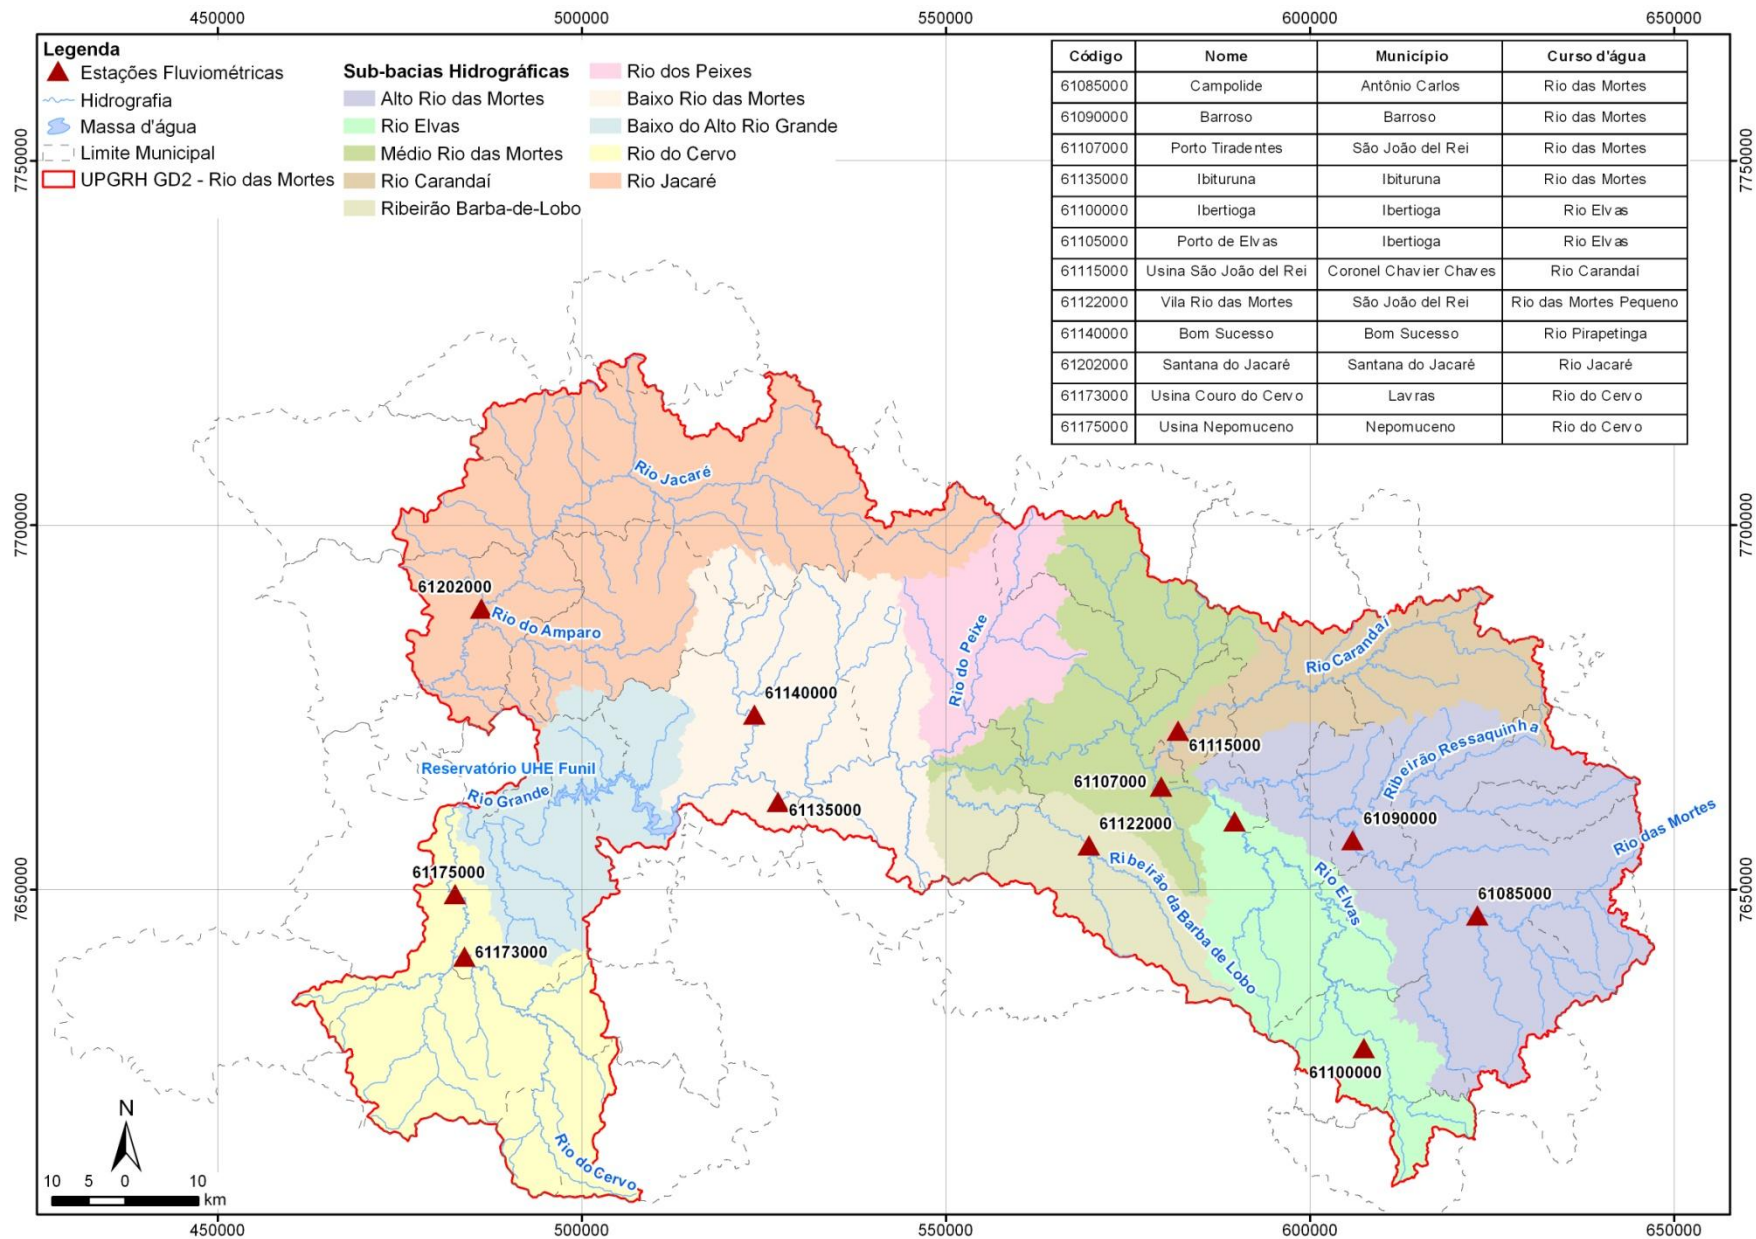 450000 500000 550000 600000 650000
Legenda
Estações Fluviométricas
Hidrografia
Massa d'água
Limite Municipal
UPGRH GD2 - Rio das Mortes
Sub-bacias Hidrográficas
Alto Rio das Mortes
Rio Elvas
Médio Rio das Mortes
Rio Carandaí
Ribeirão Barba-de-Lobo
Rio dos Peixes
Baixo Rio das Mortes
Baixo do Alto Rio Grande
Rio do Cervo
Rio Jacaré
Código Nome Município Curso d'água
61085000 Campolide Antônio Carlos Rio das Mortes
61090000 Barroso Barroso Rio das Mortes
61107000 Porto Tiradentes São João del Rei Rio das Mortes
61135000 Ibituruna Ibituruna Rio das Mortes
61100000 Ibertioga Ibertioga Rio Elvas
61105000 Porto de Elvas Ibertioga Rio Elvas
61115000 Usina São João del Rei Coronel Chavier Chaves Rio Carandaí
61122000 Vila Rio das Mortes São João del Rei Rio das Mortes Pequeno
61140000 Bom Sucesso Bom Sucesso Rio Pirapetinga
61202000 Santana do Jacaré Santana do Jacaré Rio Jacaré
61173000 Usina Couro do Cervo Lavras Rio do Cervo
61175000 Usina Nepomuceno Nepomuceno Rio do Cervo
7750000 7750000
Rio Jacaré
7700000 7700000
61202000
Rio do Amparo
Rio do Peixe
Rio Carandaí
61140000
61115000
Ribeirão Ressaquinha
Reservatório UHE Funil
Rio Grande
61107000
61135000
61122000
61090000
Rio das Mortes
Ribeirão da Barba de Lobo
Rio Elvas
61175000
61085000
7650000 7650000
61173000
61100000
Rio do Cervo
N
10 5 0 10
km
450000 500000 550000 600000 650000